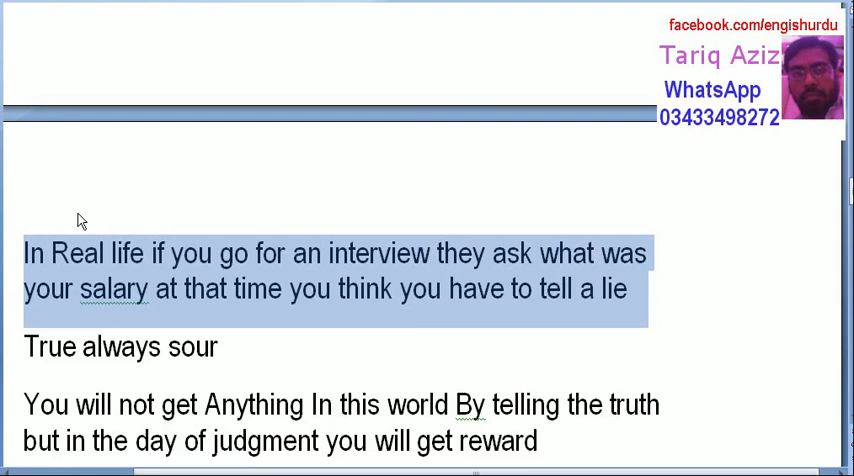 facebook.com/engishurdu
Tariq Aziz
WhatsApp
03433498272
In Real life if you go for an interview they ask what was
your salary at that time you think you have to tell a lie
True always sour
You will not get Anything In this world By telling the truth
but in the day of judgment you will get reward